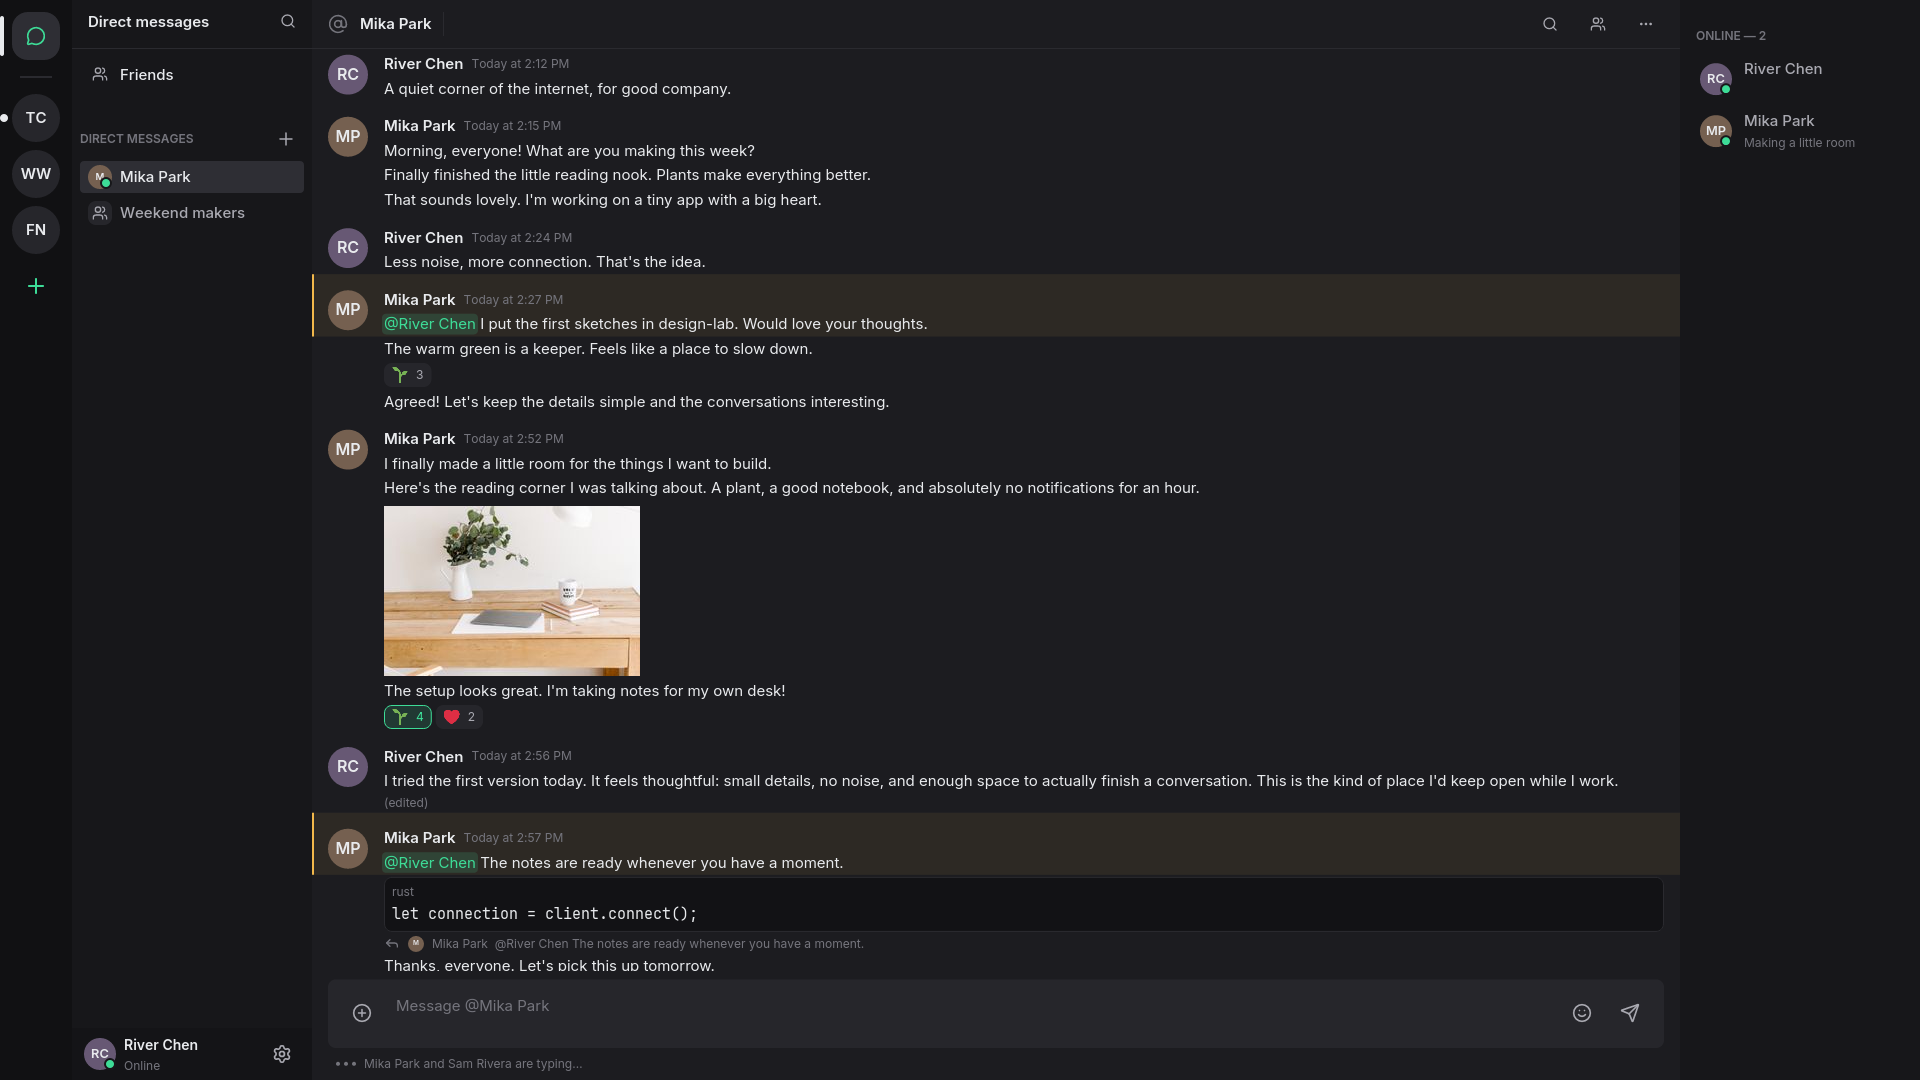 Direct messages
Friends
DIRECT MESSAGES
M
Mika Park
Weekend makers
TC
WW
FN
RC
River Chen
Online
Mika Park
RC
River Chen Today at 2:12 PM
A quiet corner of the internet, for good company.
MP
Mika Park Today at 2:15 PM
Morning, everyone! What are you making this week?
Finally finished the little reading nook. Plants make everything better.
That sounds lovely. I'm working on a tiny app with a big heart.
RC
River Chen Today at 2:24 PM
Less noise, more connection. That's the idea.
MP
Mika Park Today at 2:27 PM
@River Chen I put the first sketches in design-lab. Would love your thoughts.
The warm green is a keeper. Feels like a place to slow down.
3
Agreed! Let's keep the details simple and the conversations interesting.
MP
Mika Park Today at 2:52 PM
I finally made a little room for the things I want to build.
Here's the reading corner I was talking about. A plant, a good notebook, and absolutely no notifications for an hour.
The setup looks great. I'm taking notes for my own desk!
4 2
RC
River Chen Today at 2:56 PM
I tried the first version today. It feels thoughtful: small details, no noise, and enough space to actually finish a conversation. This is the kind of place I'd keep open while I work.
(edited)
MP
Mika Park Today at 2:57 PM
@River Chen The notes are ready whenever you have a moment.
rust
let connection = client.connect();
M Mika Park @River Chen The notes are ready whenever you have a moment.
Thanks, everyone. Let's pick this up tomorrow.
Message @Mika Park
Mika Park and Sam Rivera are typing...
ONLINE — 2
RC
River Chen
MP
Mika Park
Making a little room